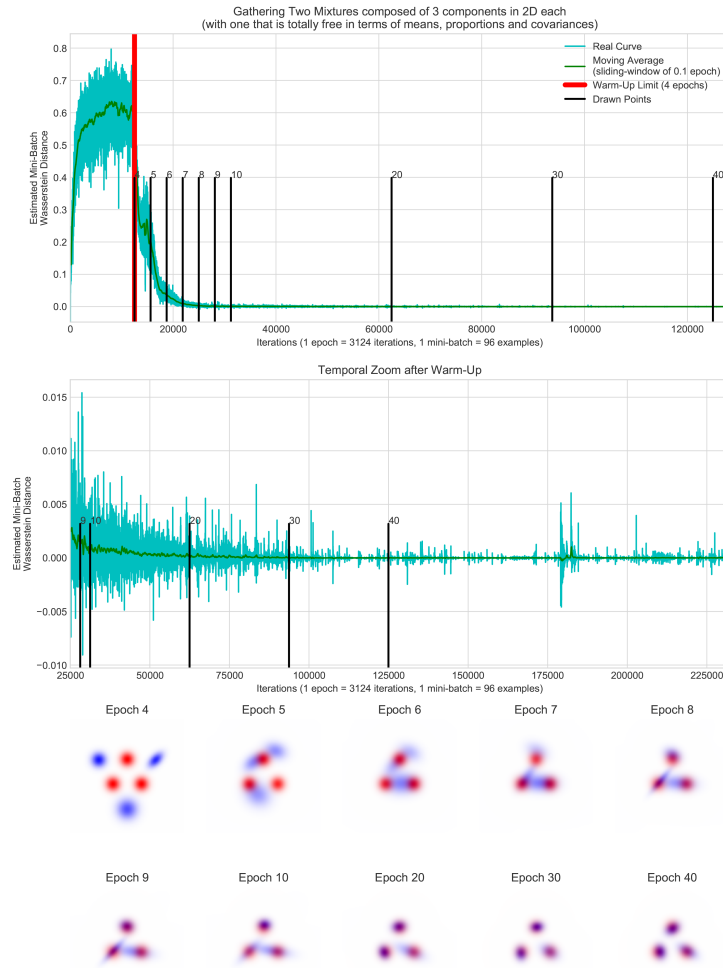 Gathering Two Mixtures composed of 3 components in 2D each
(with one that is totally free in terms of means, proportions and covariances)
Real Curve
Moving Average
(sliding-window of 0.1 epoch)
Warm-Up Limit (4 epochs)
Drawn Points
Estimated Mini-Batch
Wasserstein Distance
0.8
0.7
0.6
0.5
0.4
0.3
0.2
0.1
0.0
4 5 6 7 8 9 10 20 30 40
0 20000 40000 60000 80000 100000 120000
Iterations (1 epoch = 3124 iterations, 1 mini-batch = 96 examples)
Temporal Zoom after Warm-Up
Estimated Mini-Batch
Wasserstein Distance
0.015
0.010
0.005
0.000
−0.005
−0.010
9 10 20 30 40
25000 50000 75000 100000 125000 150000 175000 200000 225000
Iterations (1 epoch = 3124 iterations, 1 mini-batch = 96 examples)
Epoch 4 Epoch 5 Epoch 6 Epoch 7 Epoch 8
Epoch 9 Epoch 10 Epoch 20 Epoch 30 Epoch 40